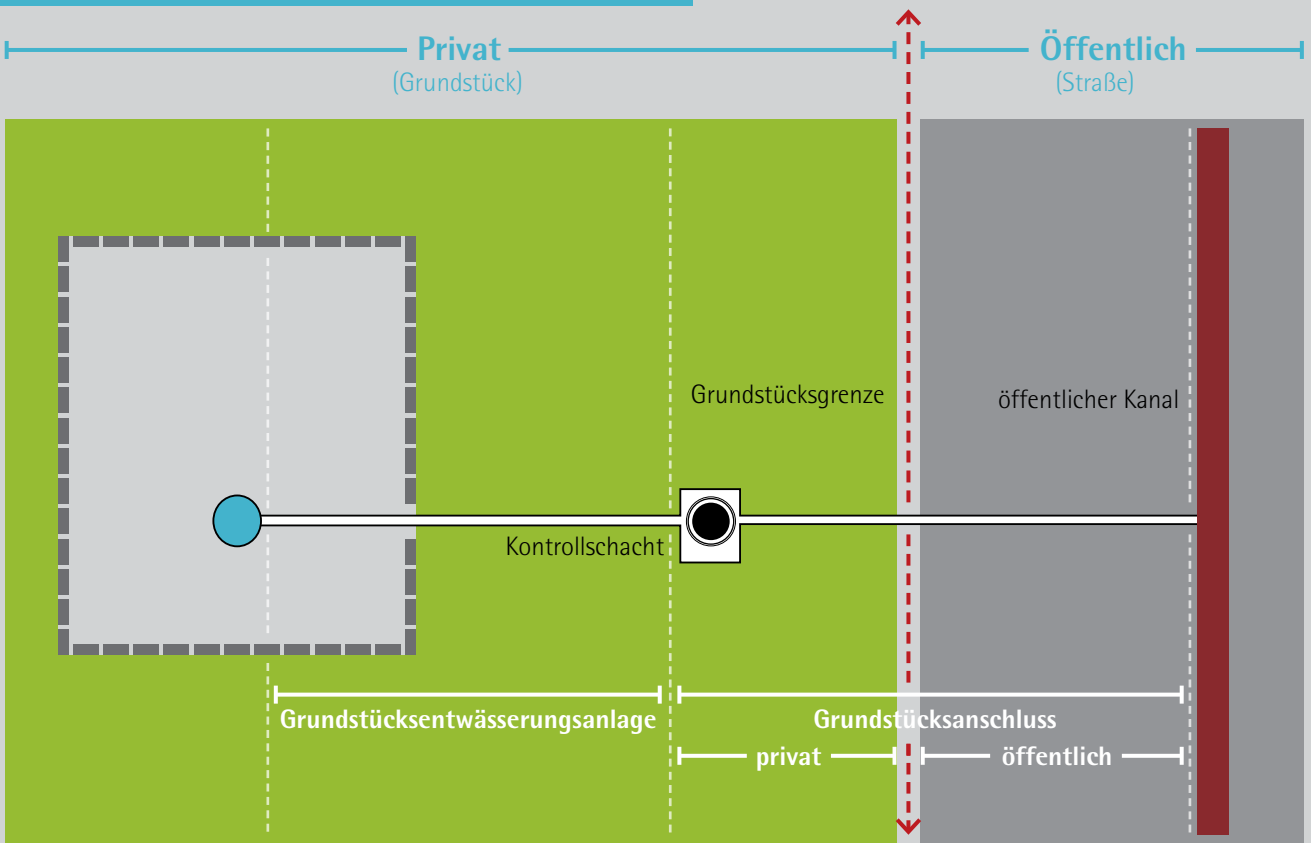 Privat
(Grundstück)
Öffentlich
(Straße)
Grundstücksgrenze
öffentlicher Kanal
Kontrollschacht
Grundstücksentwässerungsanlage
Grundstücksanschluss
privat
öffentlich